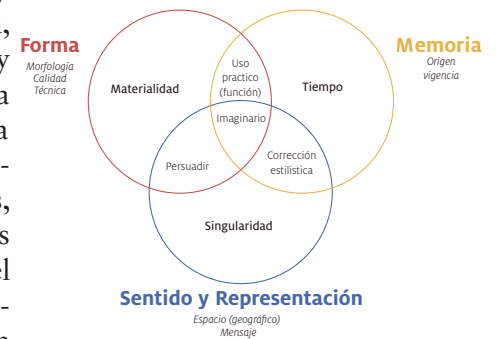 Forma
Morfología
Calidad
Técnica
Memoria
Origen
vigencia
Materialidad
Uso
practico
(función)
Tiempo
Imaginario
Persuadir
Corrección
estilistica
Singularidad
Sentido y Representación
Espacio (geográfico)
Mensaje